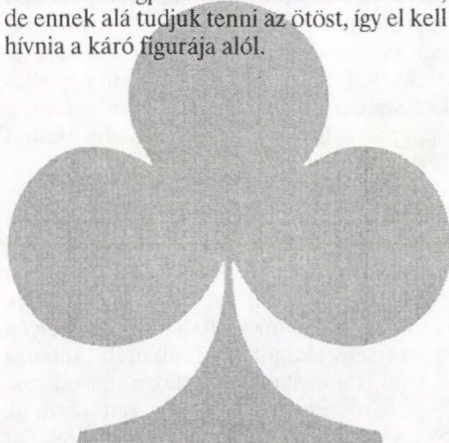 de ennek alá tudjuk tenni az ötöst, így el kell
hívnia a káró figurája alól.